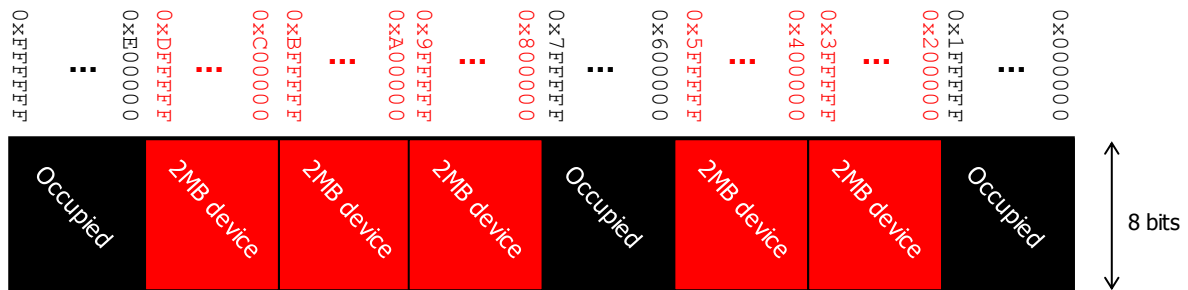 0xFFFFFF
...
0xE00000
0xDFFFFF
...
0xC00000
0xBFFFFF
...
0xA00000
0x9FFFFF
...
0x800000
0x7FFFFF
...
0x600000
0x5FFFFF
...
0x400000
0x3FFFFF
...
0x200000
0x1FFFFF
...
0x000000
Occupied
2MB device
2MB device
2MB device
Occupied
2MB device
2MB device
Occupied
8 bits